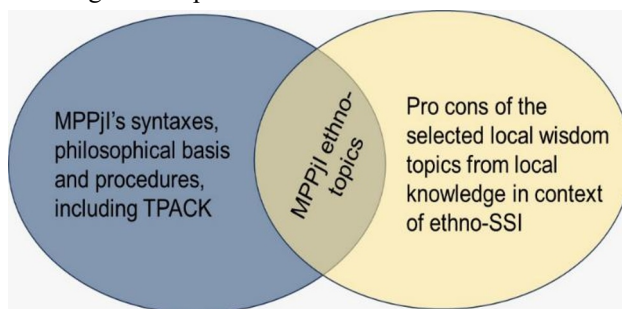 MPPjI's syntaxes,
philosophical basis
and procedures,
including TPACK
MPPjI ethno-
topics
Pro cons of the
selected local wisdom
topics from local
knowledge in context
of ethno-SSI